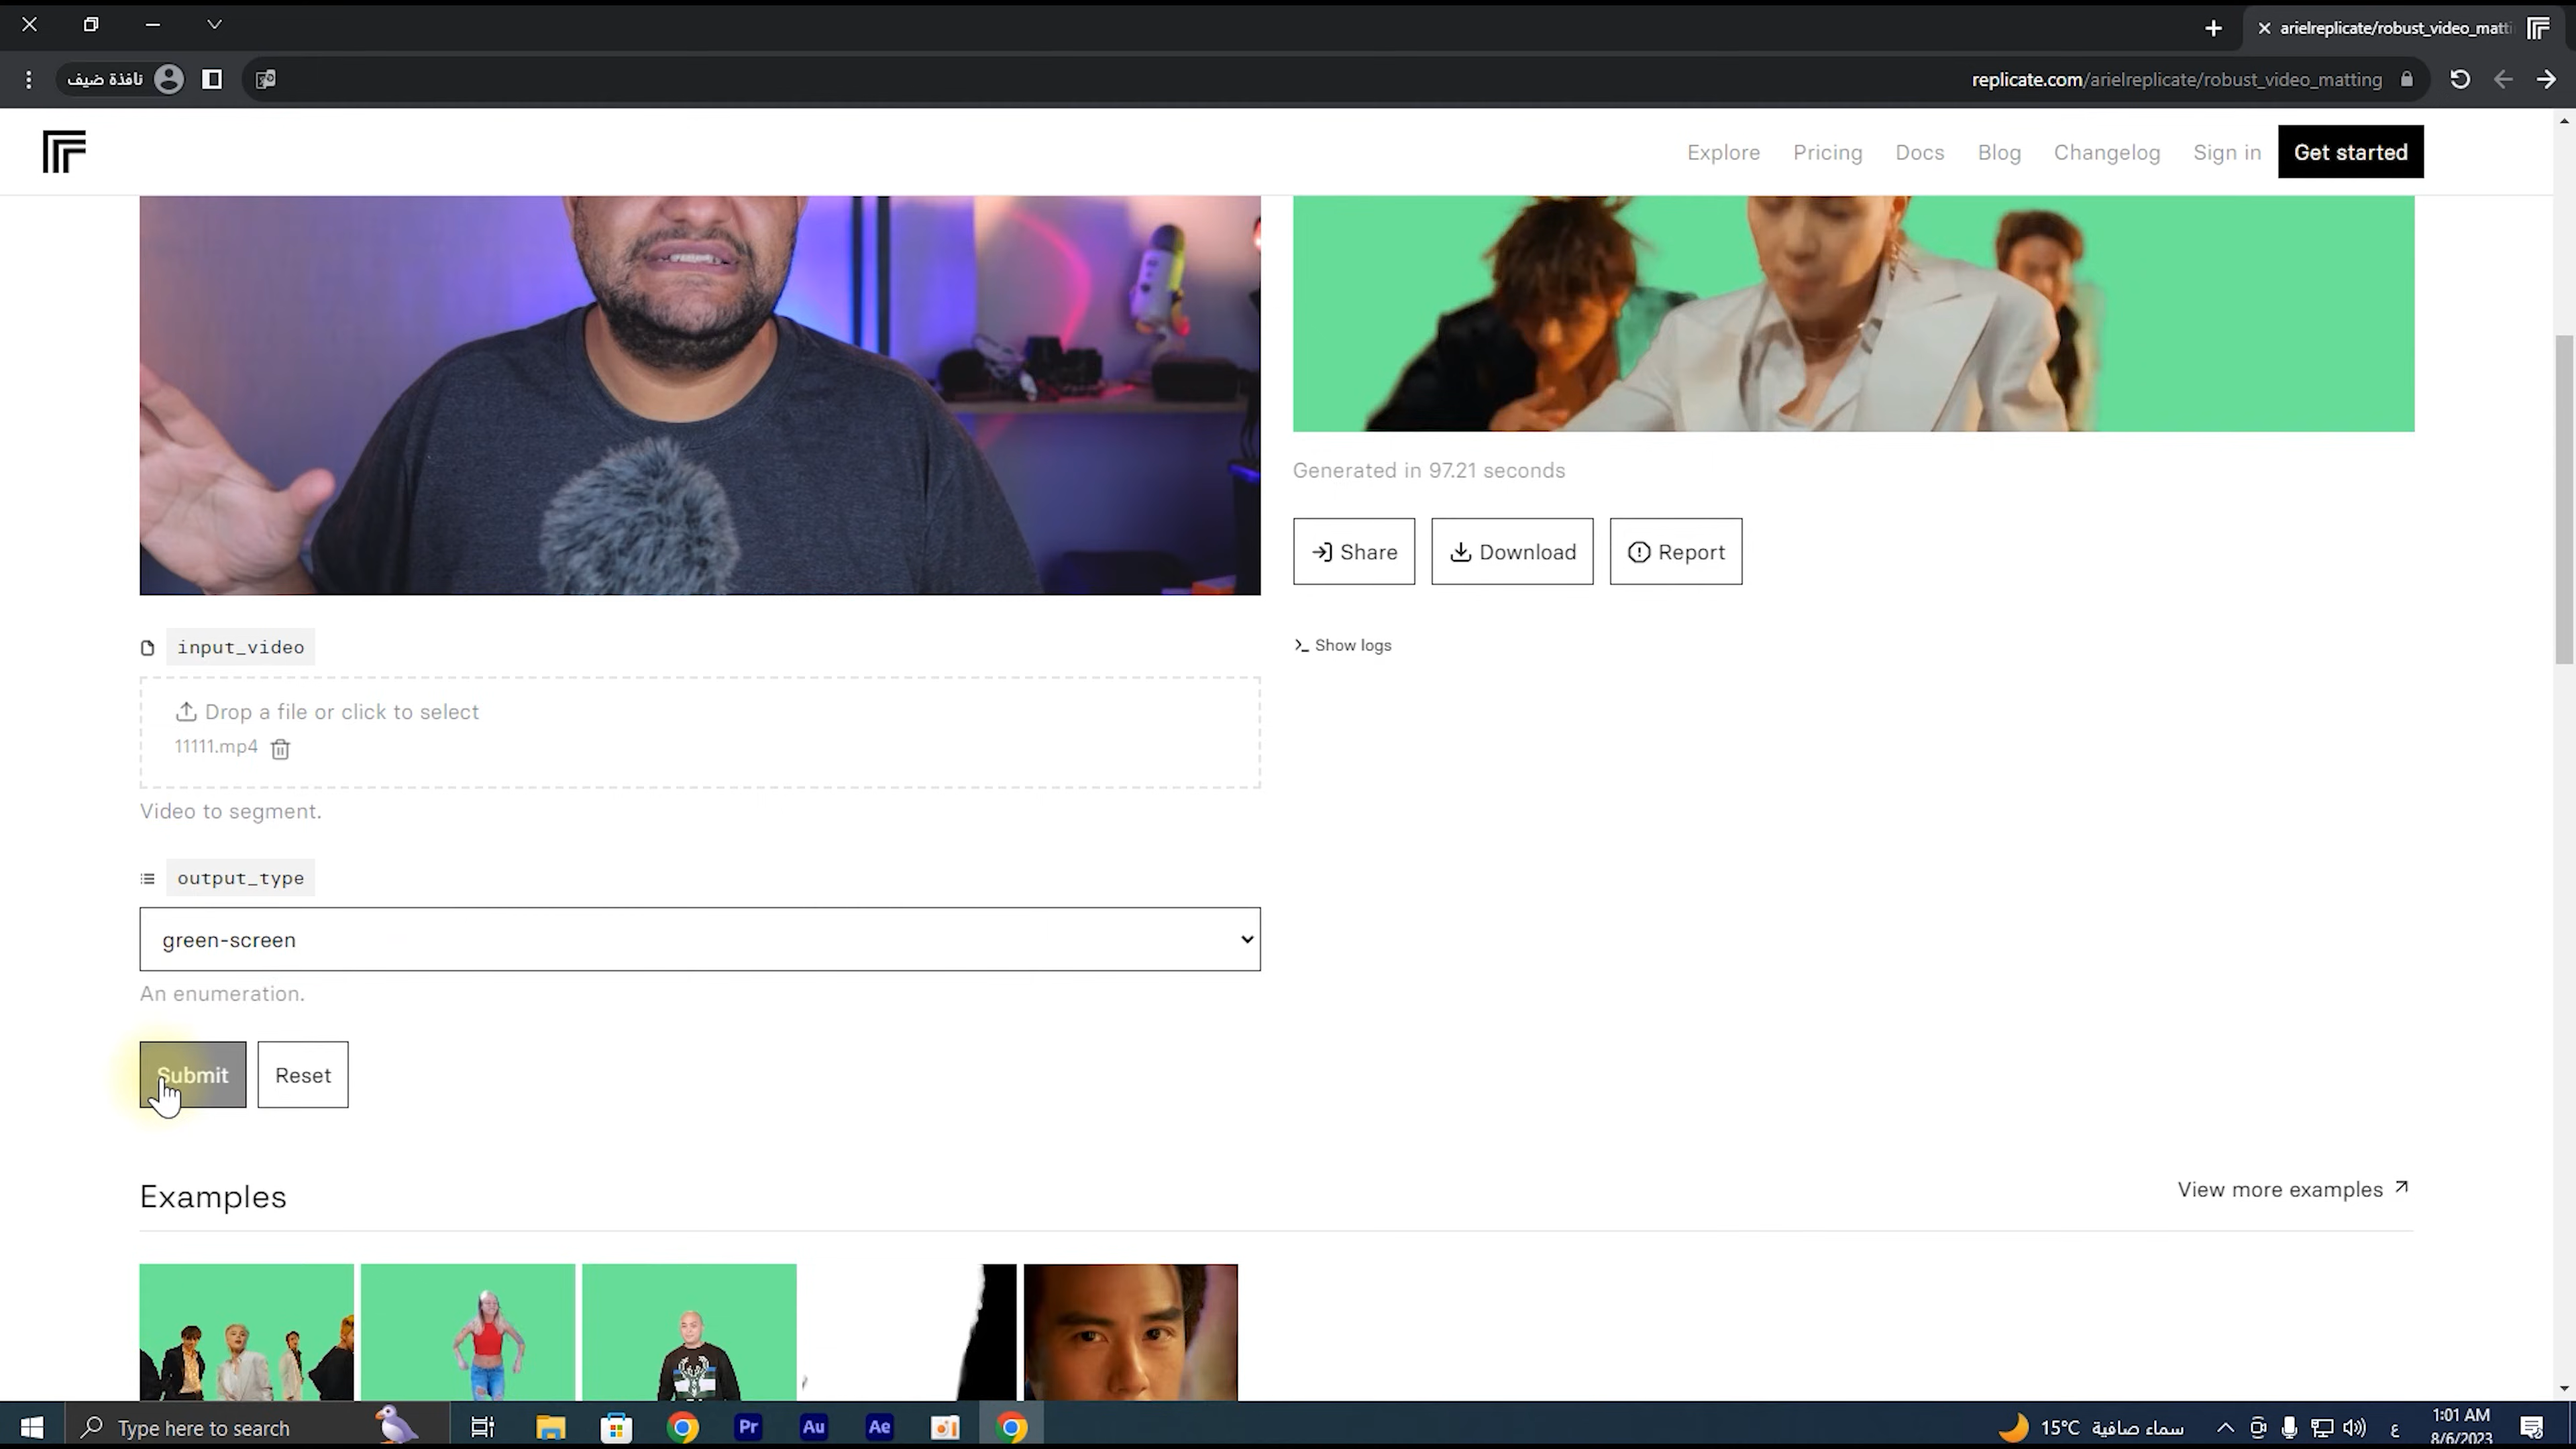 arielreplicate/robust_video_matti
نافذة ضيف
replicate.com/arielreplicate/robust_video_matting
Explore Pricing Docs Blog Changelog Sign in Get started
Generated in 97.21 seconds
Share Download Report
input_video
Show logs
Drop a file or click to select
11111.mp4
Video to segment.
output_type
green-screen
An enumeration.
Submit Reset
Examples
View more examples
Type here to search
Pr Au Ae
15°C سماء صافية
ع
1:01 AM
8/6/2023